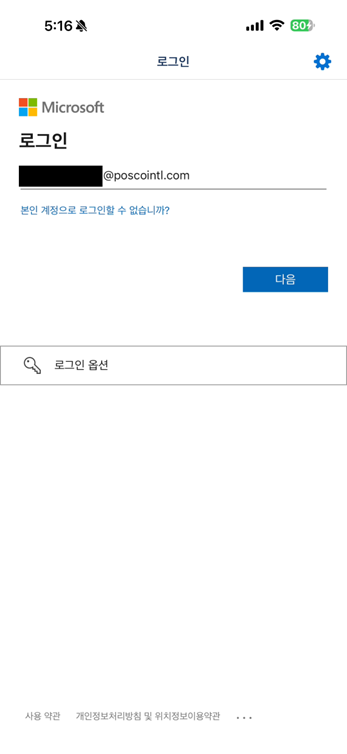 5:16
80
로그인
Microsoft
로그인
@poscointl.com
본인 계정으로 로그인할 수 없습니까?
다음
로그인 옵션
사용 약관 개인정보처리방침 및 위치정보이용약관 ...